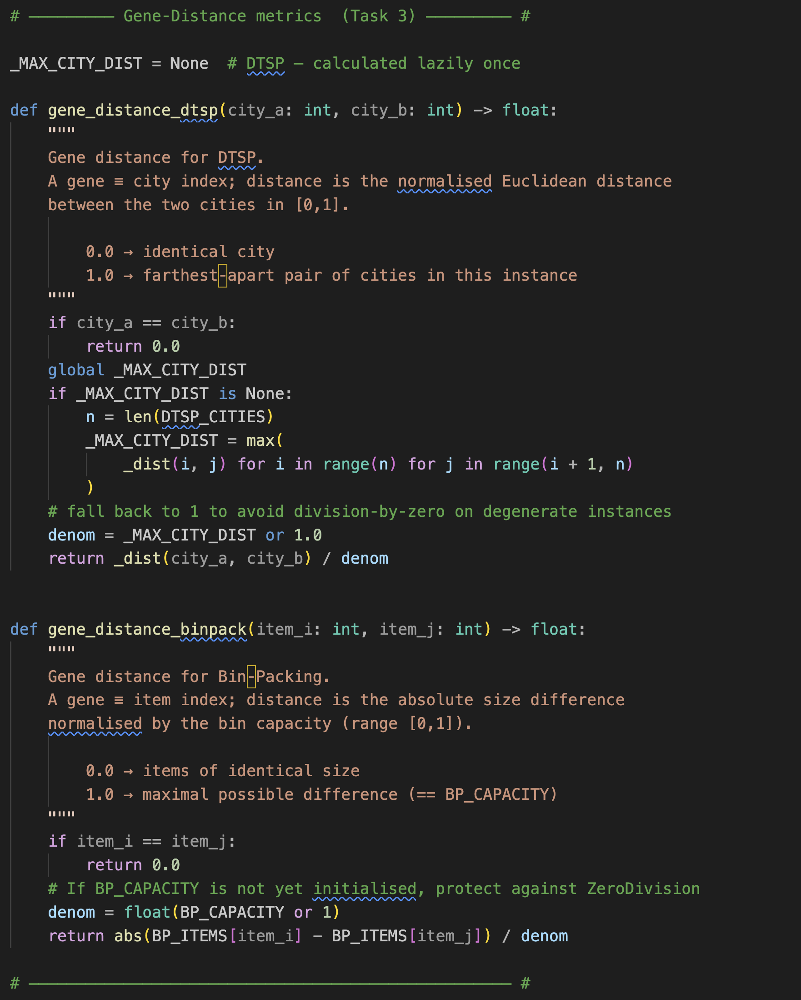 # ————————— Gene-Distance metrics  (Task 3) ————————— #
_MAX_CITY_DIST = None  # DTSP – calculated lazily once
def gene_distance_dtsp(city_a: int, city_b: int) -> float:
    """
    Gene distance for DTSP.
    A gene ≡ city index; distance is the normalised Euclidean distance
    between the two cities in [0,1].
        0.0 → identical city
        1.0 → farthest‑apart pair of cities in this instance
    """
    if city_a == city_b:
        return 0.0
    global _MAX_CITY_DIST
    if _MAX_CITY_DIST is None:
        n = len(DTSP_CITIES)
        _MAX_CITY_DIST = max(
            _dist(i, j) for i in range(n) for j in range(i + 1, n)
        )
    # fall back to 1 to avoid division-by-zero on degenerate instances
    denom = _MAX_CITY_DIST or 1.0
    return _dist(city_a, city_b) / denom
def gene_distance_binpack(item_i: int, item_j: int) -> float:
    """
    Gene distance for Bin‑Packing.
    A gene ≡ item index; distance is the absolute size difference
    normalised by the bin capacity (range [0,1]).
        0.0 → items of identical size
        1.0 → maximal possible difference (== BP_CAPACITY)
    """
    if item_i == item_j:
        return 0.0
    # If BP_CAPACITY is not yet initialised, protect against ZeroDivision
    denom = float(BP_CAPACITY or 1)
    return abs(BP_ITEMS[item_i] - BP_ITEMS[item_j]) / denom
# ——————————————————————————————————————————————————— #